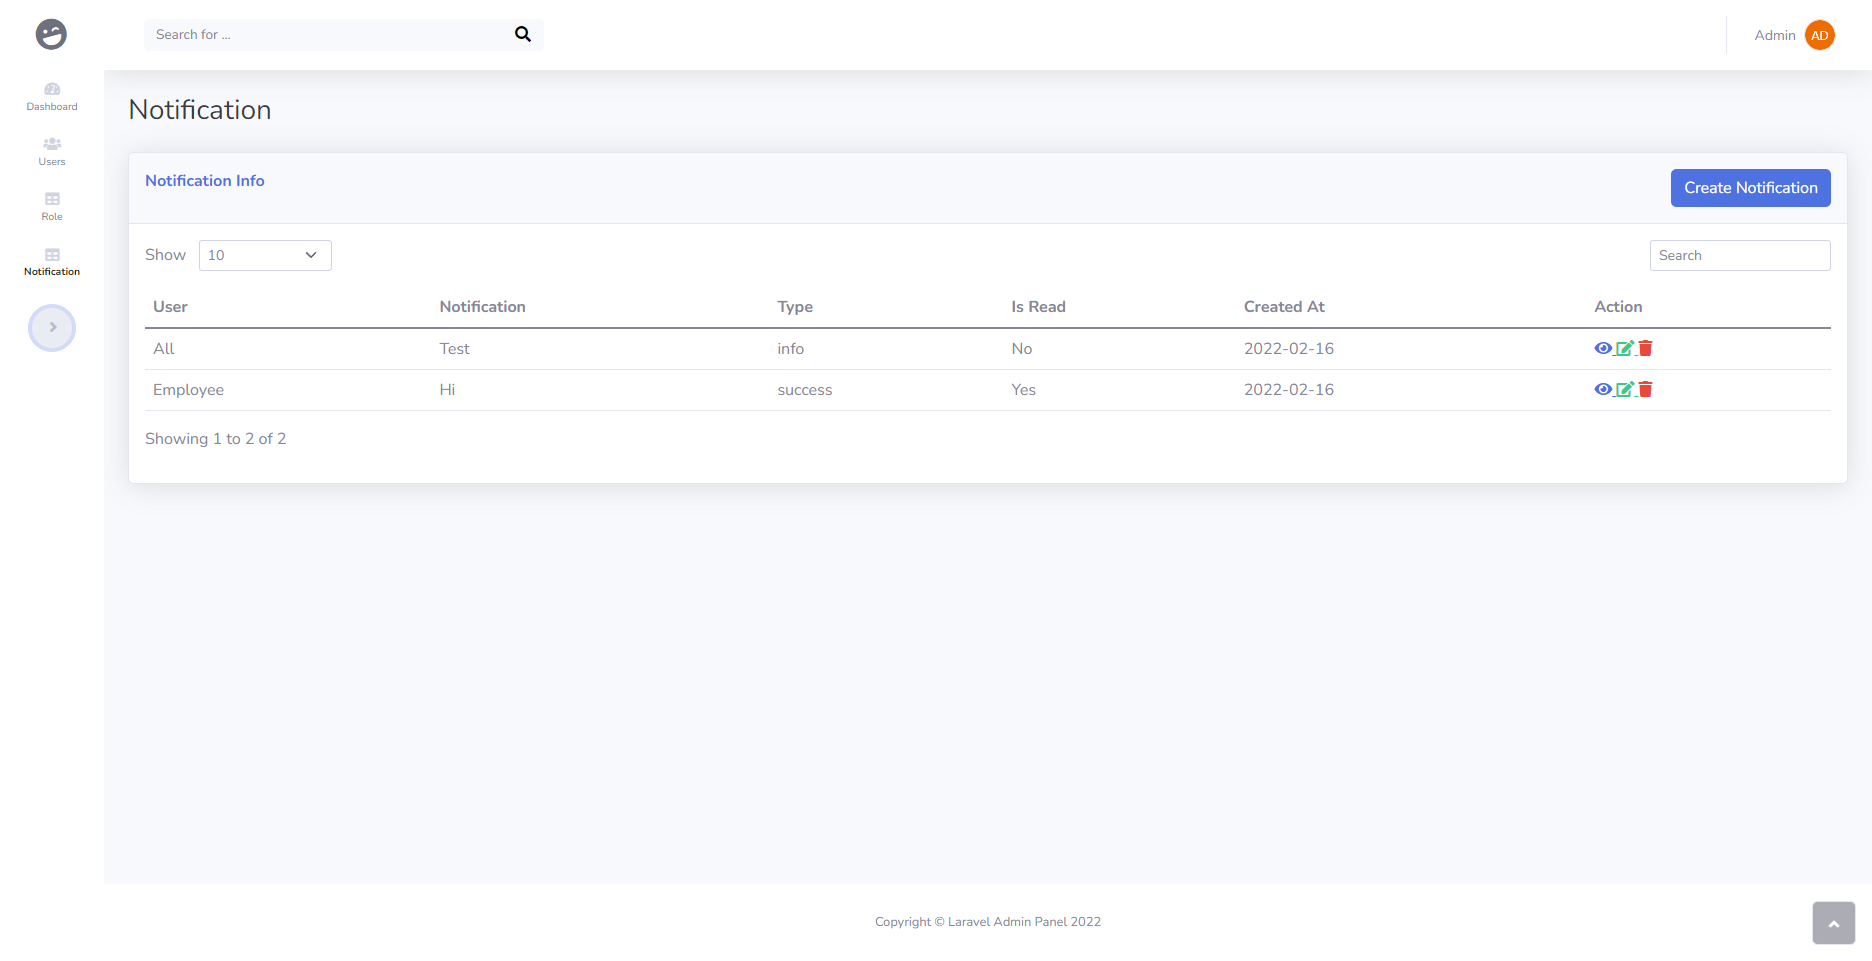 Search for ...
Admin AD
Dashboard
Users
Role
Notification
Notification
Notification Info
Create Notification
Show 10
Search
User Notification Type Is Read Created At Action
All Test info No 2022-02-16
Employee Hi success Yes 2022-02-16
Showing 1 to 2 of 2
Copyright © Laravel Admin Panel 2022